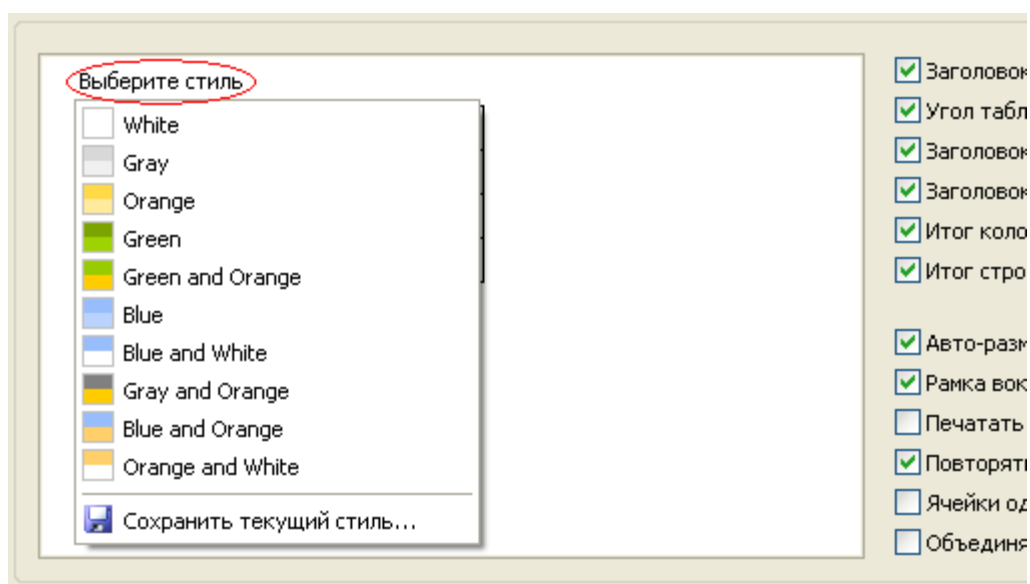 Выберите стиль
White
Gray
Orange
Green
Green and Orange
Blue
Blue and White
Gray and Orange
Blue and Orange
Orange and White
Сохранить текущий стиль...
Заголовок
Угол табл
Заголовок
Заголовок
Итог коло
Итог стро
Авто-разм
Рамка вок
Печатать
Повторять
Ячейки од
Объединя